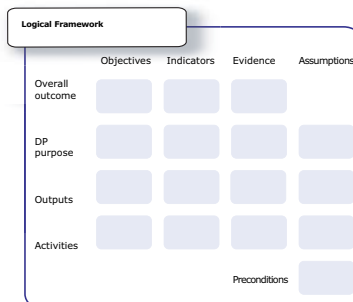 Logical Framework
Objectives Indicators Evidence Assumptions
Overall
outcome
DP
purpose
Outputs
Activities
Preconditions